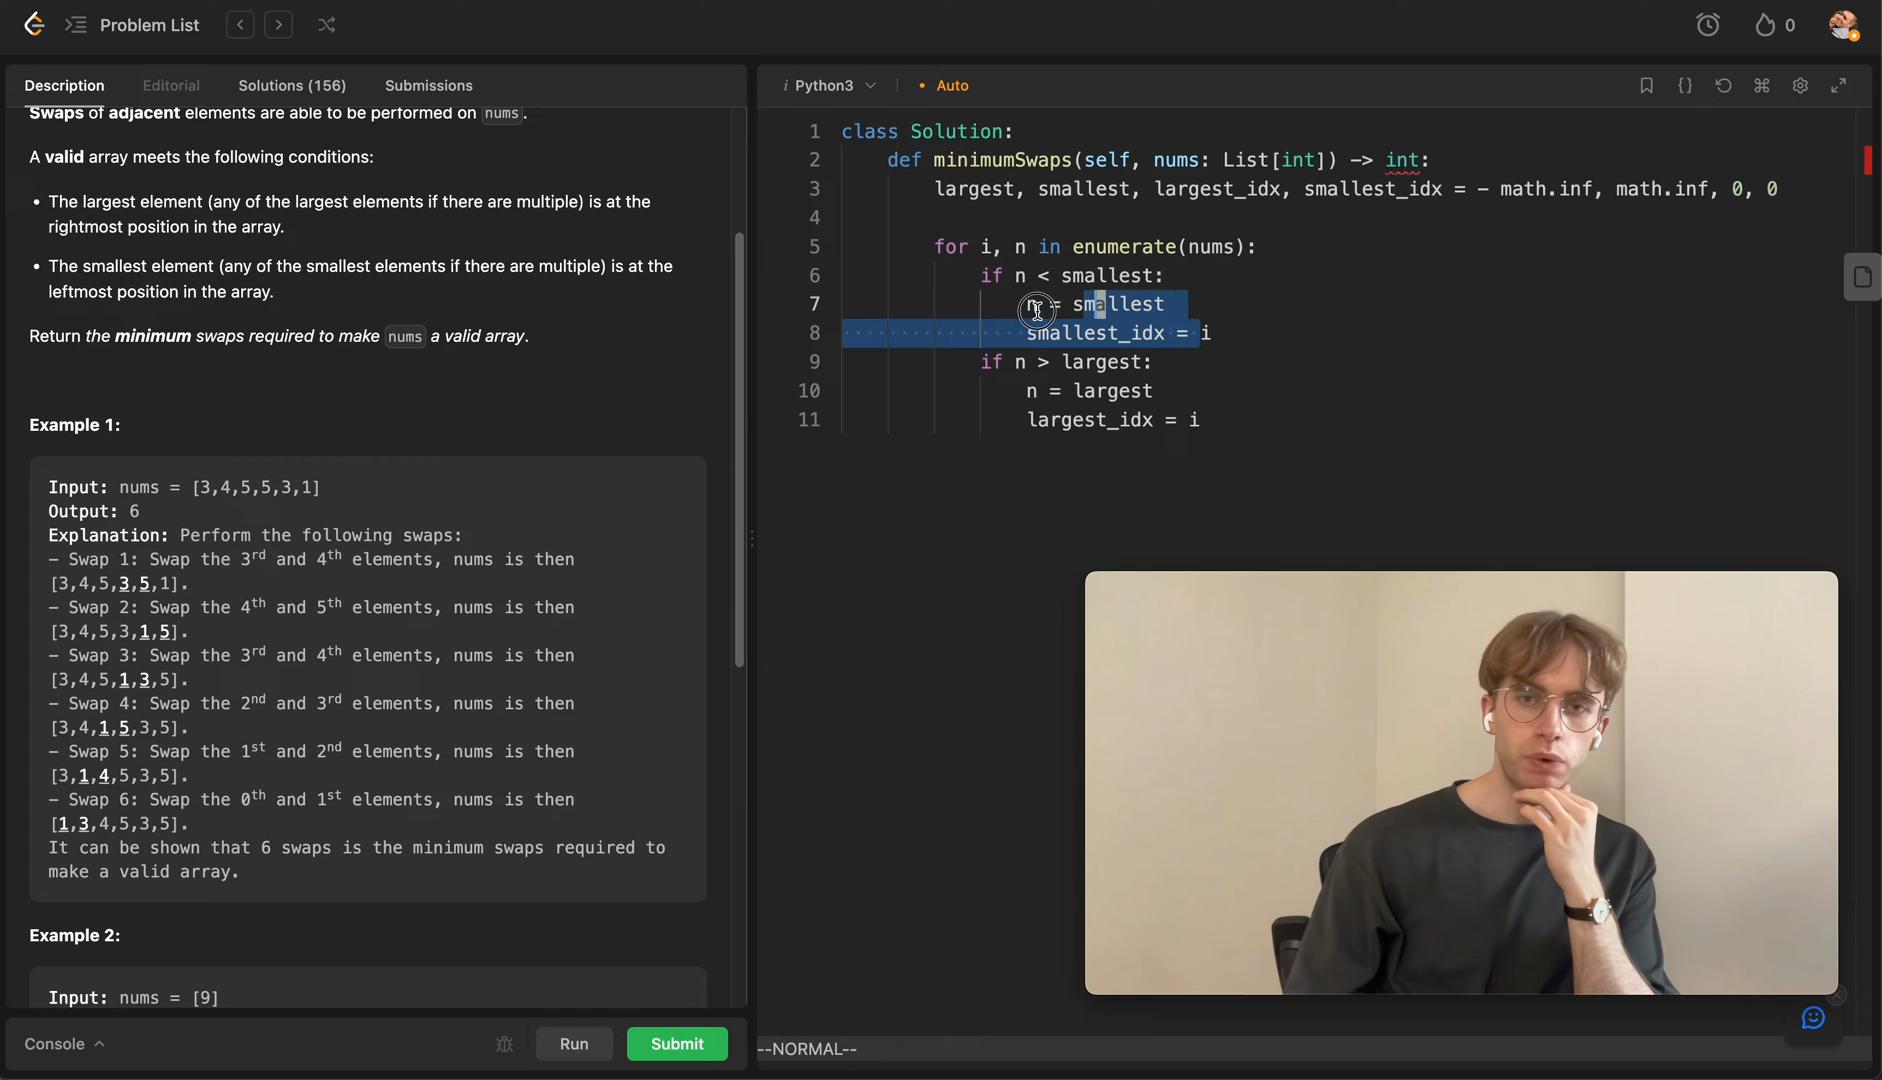 Problem List
0
Description
Editorial
Solutions (156)
Submissions
Swaps of adjacent elements are able to be performed on nums.
A valid array meets the following conditions:
• The largest element (any of the largest elements if there are multiple) is at the
rightmost position in the array.
• The smallest element (any of the smallest elements if there are multiple) is at the
leftmost position in the array.
Return the minimum swaps required to make nums a valid array.
Example 1:
Input: nums = [3,4,5,5,3,1]
Output: 6
Explanation: Perform the following swaps:
- Swap 1: Swap the 3rd and 4th elements, nums is then
[3,4,5,3,5,1].
- Swap 2: Swap the 4th and 5th elements, nums is then
[3,4,5,3,1,5].
- Swap 3: Swap the 3rd and 4th elements, nums is then
[3,4,5,1,3,5].
- Swap 4: Swap the 2nd and 3rd elements, nums is then
[3,4,1,5,3,5].
- Swap 5: Swap the 1st and 2nd elements, nums is then
[3,1,4,5,3,5].
- Swap 6: Swap the 0th and 1st elements, nums is then
[1,3,4,5,3,5].
It can be shown that 6 swaps is the minimum swaps required to
make a valid array.
Example 2:
Input: nums = [9]
Console
Run
Submit
i Python3
• Auto
1 class Solution:
2 def minimumSwaps(self, nums: List[int]) -> int:
3 largest, smallest, largest_idx, smallest_idx = - math.inf, math.inf, 0, 0
4
5 for i, n in enumerate(nums):
6 if n < smallest:
7 n = smallest
8 smallest_idx = i
9 if n > largest:
10 n = largest
11 largest_idx = i
--NORMAL--